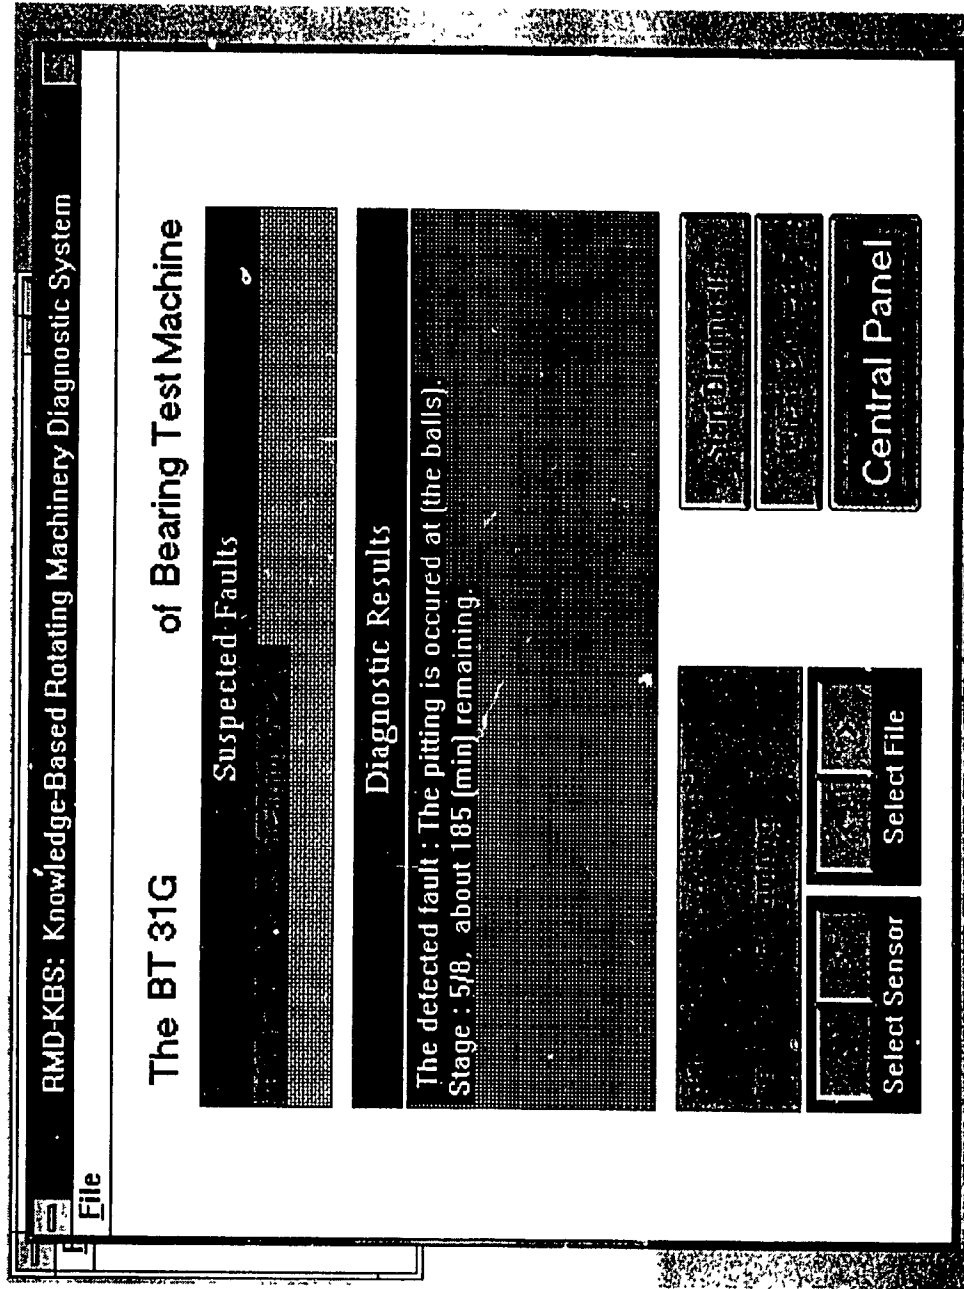 RMD-KBS: Knowledge-Based Rotating Machinery Diagnostic System
File
The BT 31G of Bearing Test Machine
Suspected Faults
Diagnostic Results
The detected fault : The pitting is occured at [the balls].
Stage : 5/8, about 185 [min] remaining.
Start Diagnosis
Central Panel
Select Sensor
< >
Select File